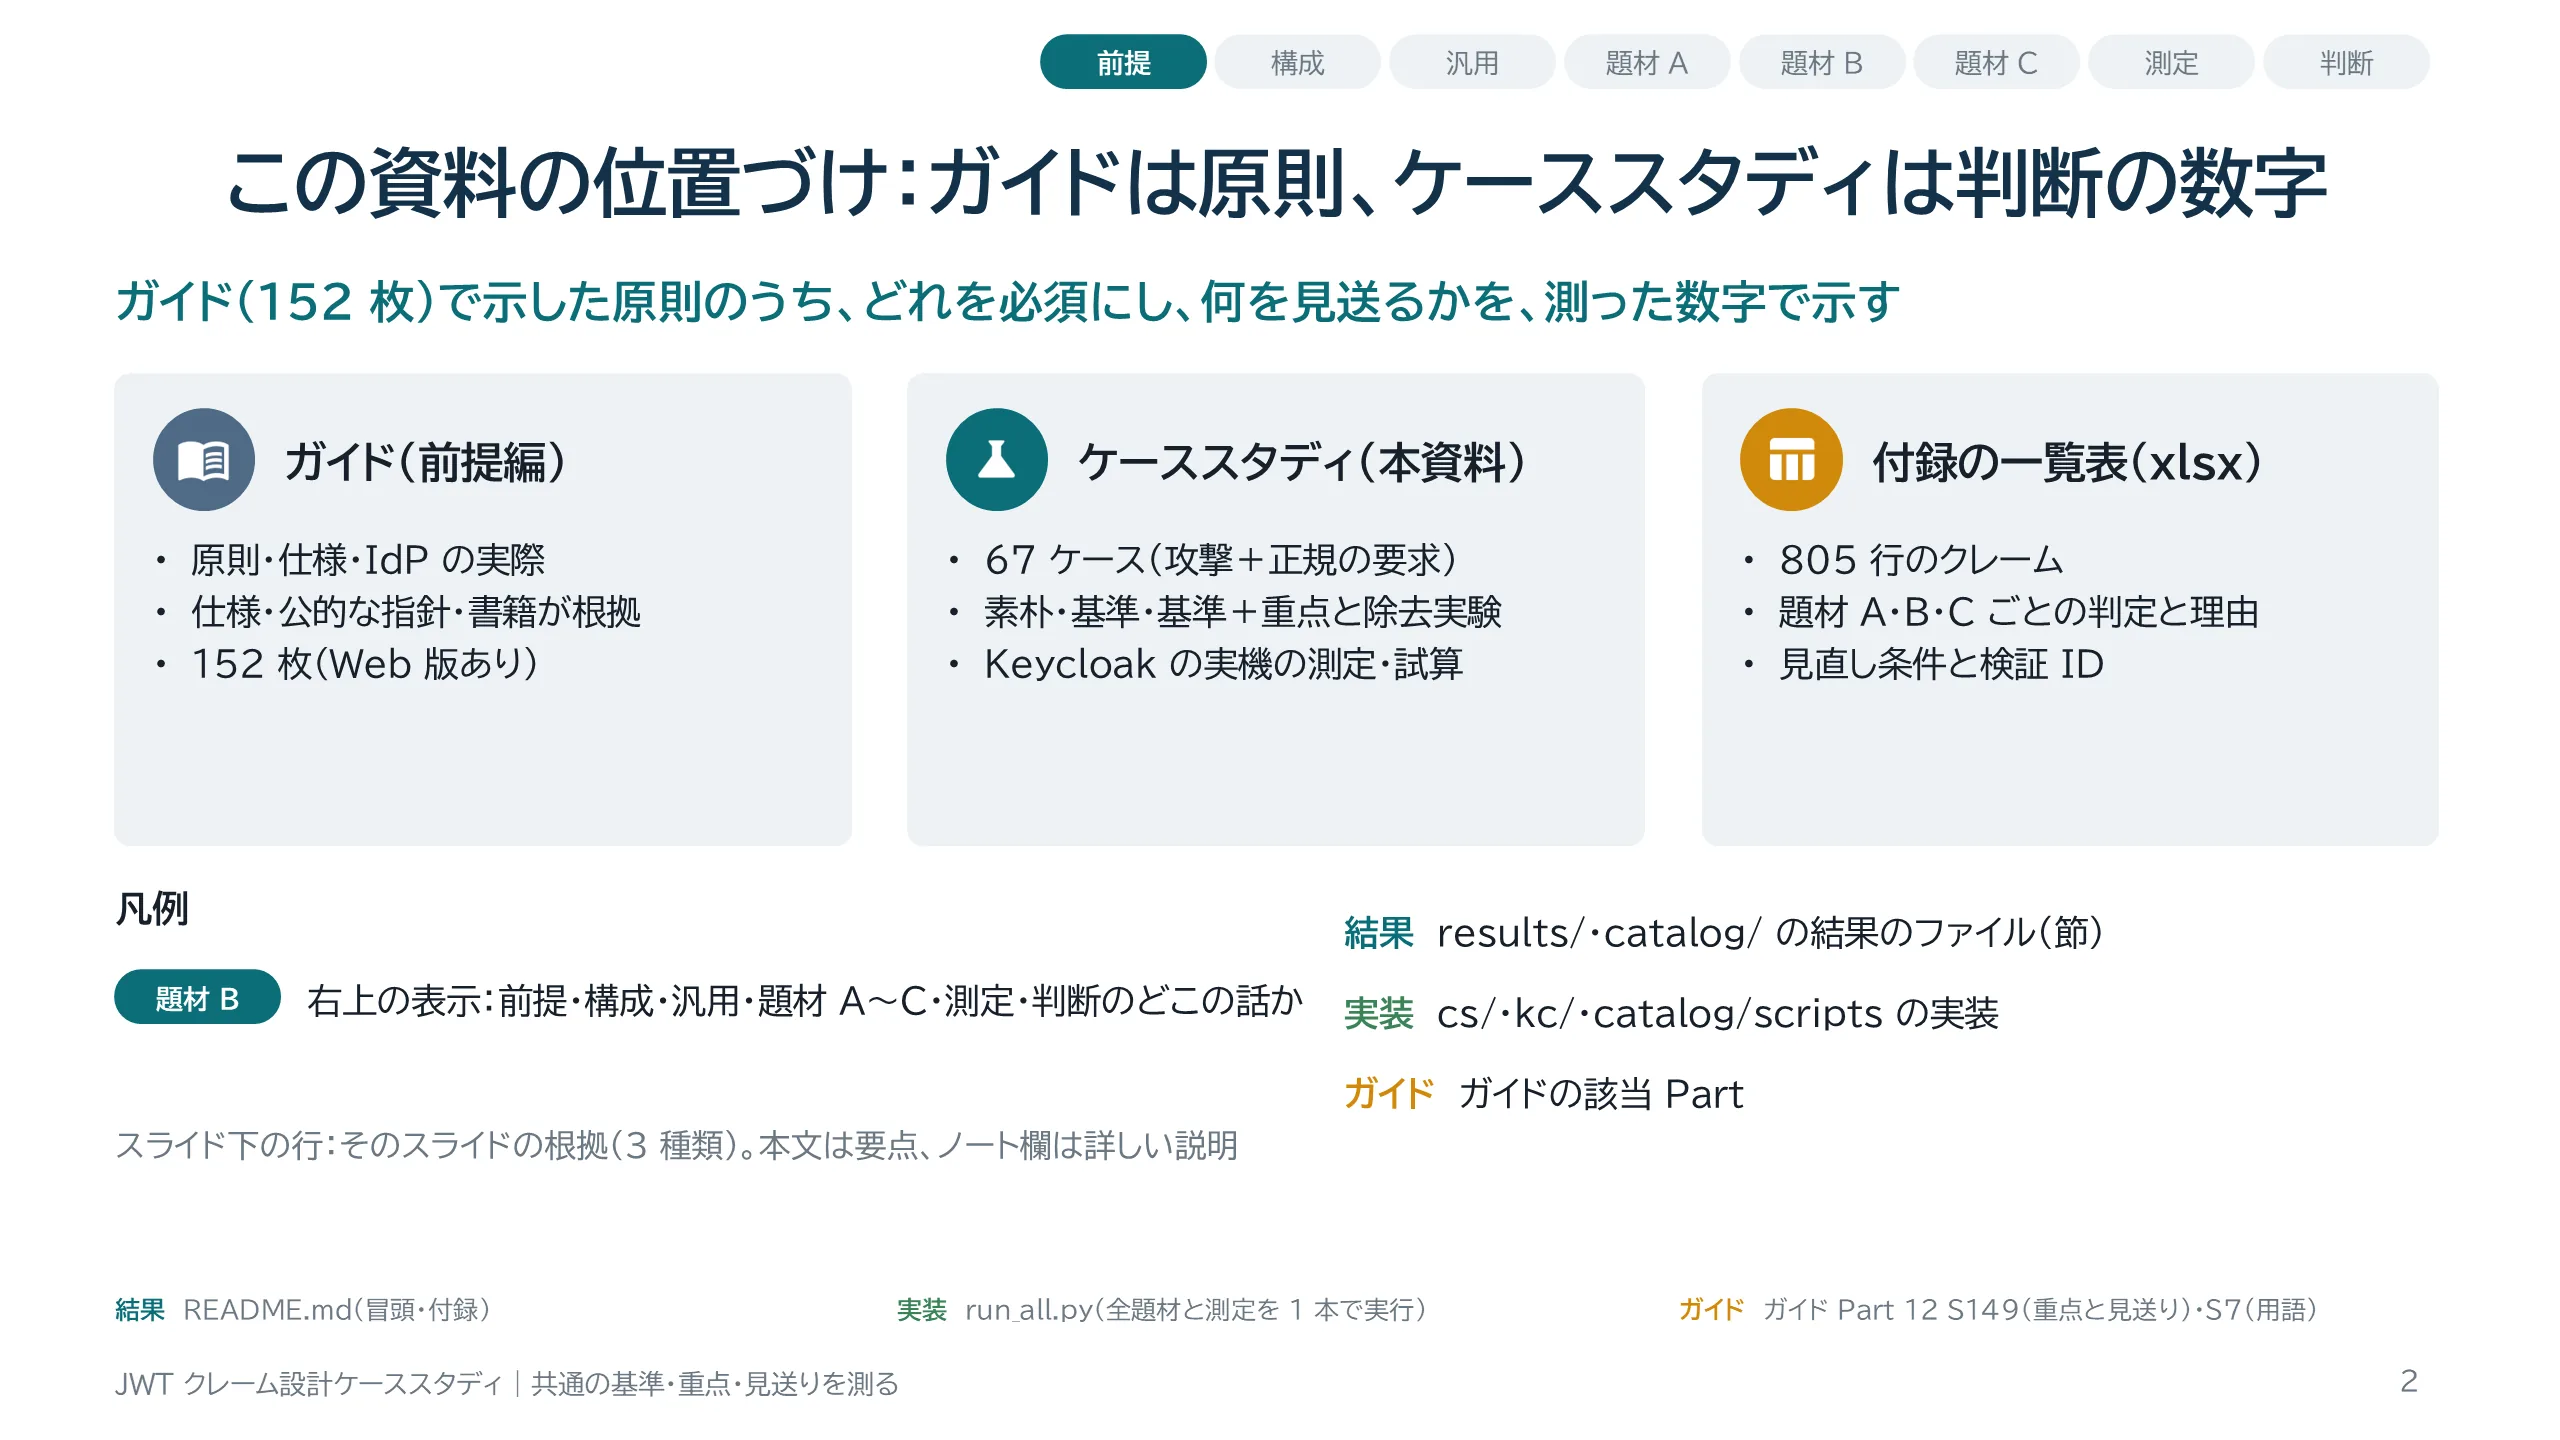 前提
構成
汎用
題材 A
題材 B
題材 C
測定
判断
この資料の位置づけ：ガイドは原則、ケーススタディは判断の数字
ガイド（152 枚）で示した原則のうち、どれを必須にし、何を見送るかを、測った数字で示す
ガイド（前提編）
・ 原則・仕様・IdP の実際
・ 仕様・公的な指針・書籍が根拠
・ 152 枚（Web 版あり）
ケーススタディ（本資料）
・ 67 ケース（攻撃＋正規の要求）
・ 素朴・基準・基準＋重点と除去実験
・ Keycloak の実機の測定・試算
付録の一覧表（xlsx）
・ 805 行のクレーム
・ 題材 A・B・C ごとの判定と理由
・ 見直し条件と検証 ID
凡例
題材 B 右上の表示：前提・構成・汎用・題材 A～C・測定・判断のどこの話か
スライド下の行：そのスライドの根拠（3 種類）。本文は要点、ノート欄は詳しい説明
結果 results/・catalog/ の結果のファイル（節）
実装 cs/・kc/・catalog/scripts の実装
ガイド ガイドの該当 Part
結果 README.md（冒頭・付録）
実装 run_all.py（全題材と測定を 1 本で実行）
ガイド ガイド Part 12 S149（重点と見送り）・S7（用語）
JWT クレーム設計ケーススタディ｜共通の基準・重点・見送りを測る
2